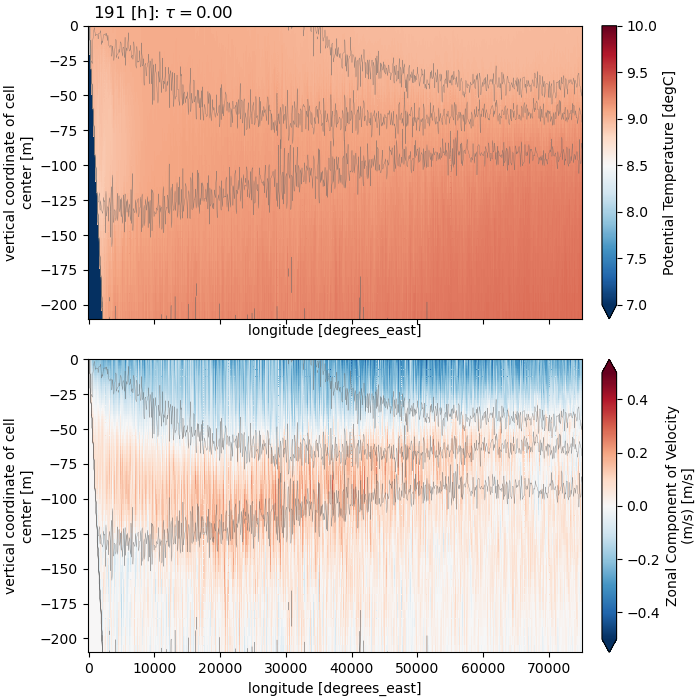 191 [h]: τ = 0.00
0
−25
−50
−75
−100
−125
−150
−175
−200
vertical coordinate of cell
center [m]
longitude [degrees_east]
10.0
9.5
9.0
8.5
8.0
7.5
7.0
Potential Temperature [degC]
0
−25
−50
−75
−100
−125
−150
−175
−200
vertical coordinate of cell
center [m]
0 10000 20000 30000 40000 50000 60000 70000
longitude [degrees_east]
0.4
0.2
0.0
−0.2
−0.4
Zonal Component of Velocity
(m/s) [m/s]